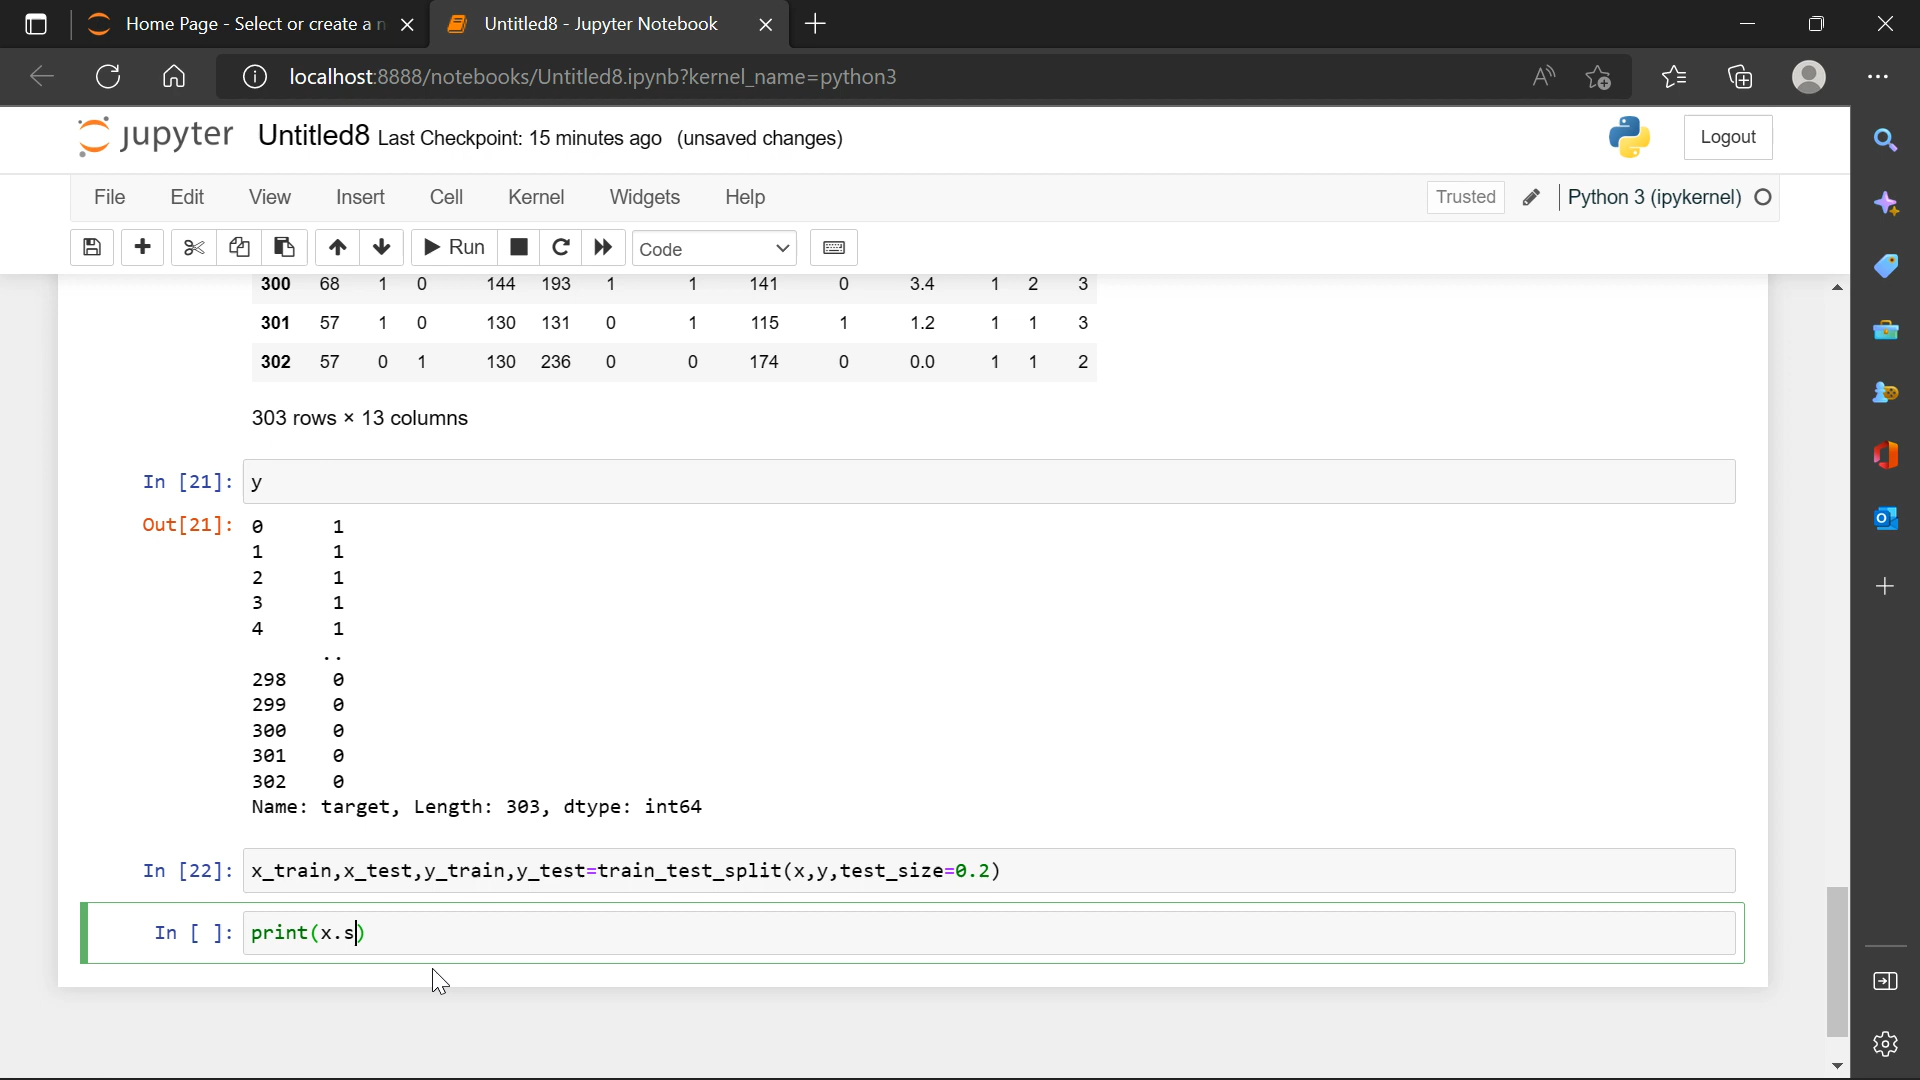 Home Page - Select or create a n
Untitled8 - Jupyter Notebook
localhost:8888/notebooks/Untitled8.ipynb?kernel_name=python3
jupyter Untitled8 Last Checkpoint: 15 minutes ago (unsaved changes)
Logout
File Edit View Insert Cell Kernel Widgets Help
Trusted
Python 3 (ipykernel)
Run
Code
300 68 1 0 144 193 1 1 141 0 3.4 1 2 3
301 57 1 0 130 131 0 1 115 1 1.2 1 1 3
302 57 0 1 130 236 0 0 174 0 0.0 1 1 2
303 rows × 13 columns
In [21]: y
Out[21]: 0 1
1 1
2 1
3 1
4 1
..
298 0
299 0
300 0
301 0
302 0
Name: target, Length: 303, dtype: int64
In [22]: x_train,x_test,y_train,y_test=train_test_split(x,y,test_size=0.2)
In [ ]: print(x.s)